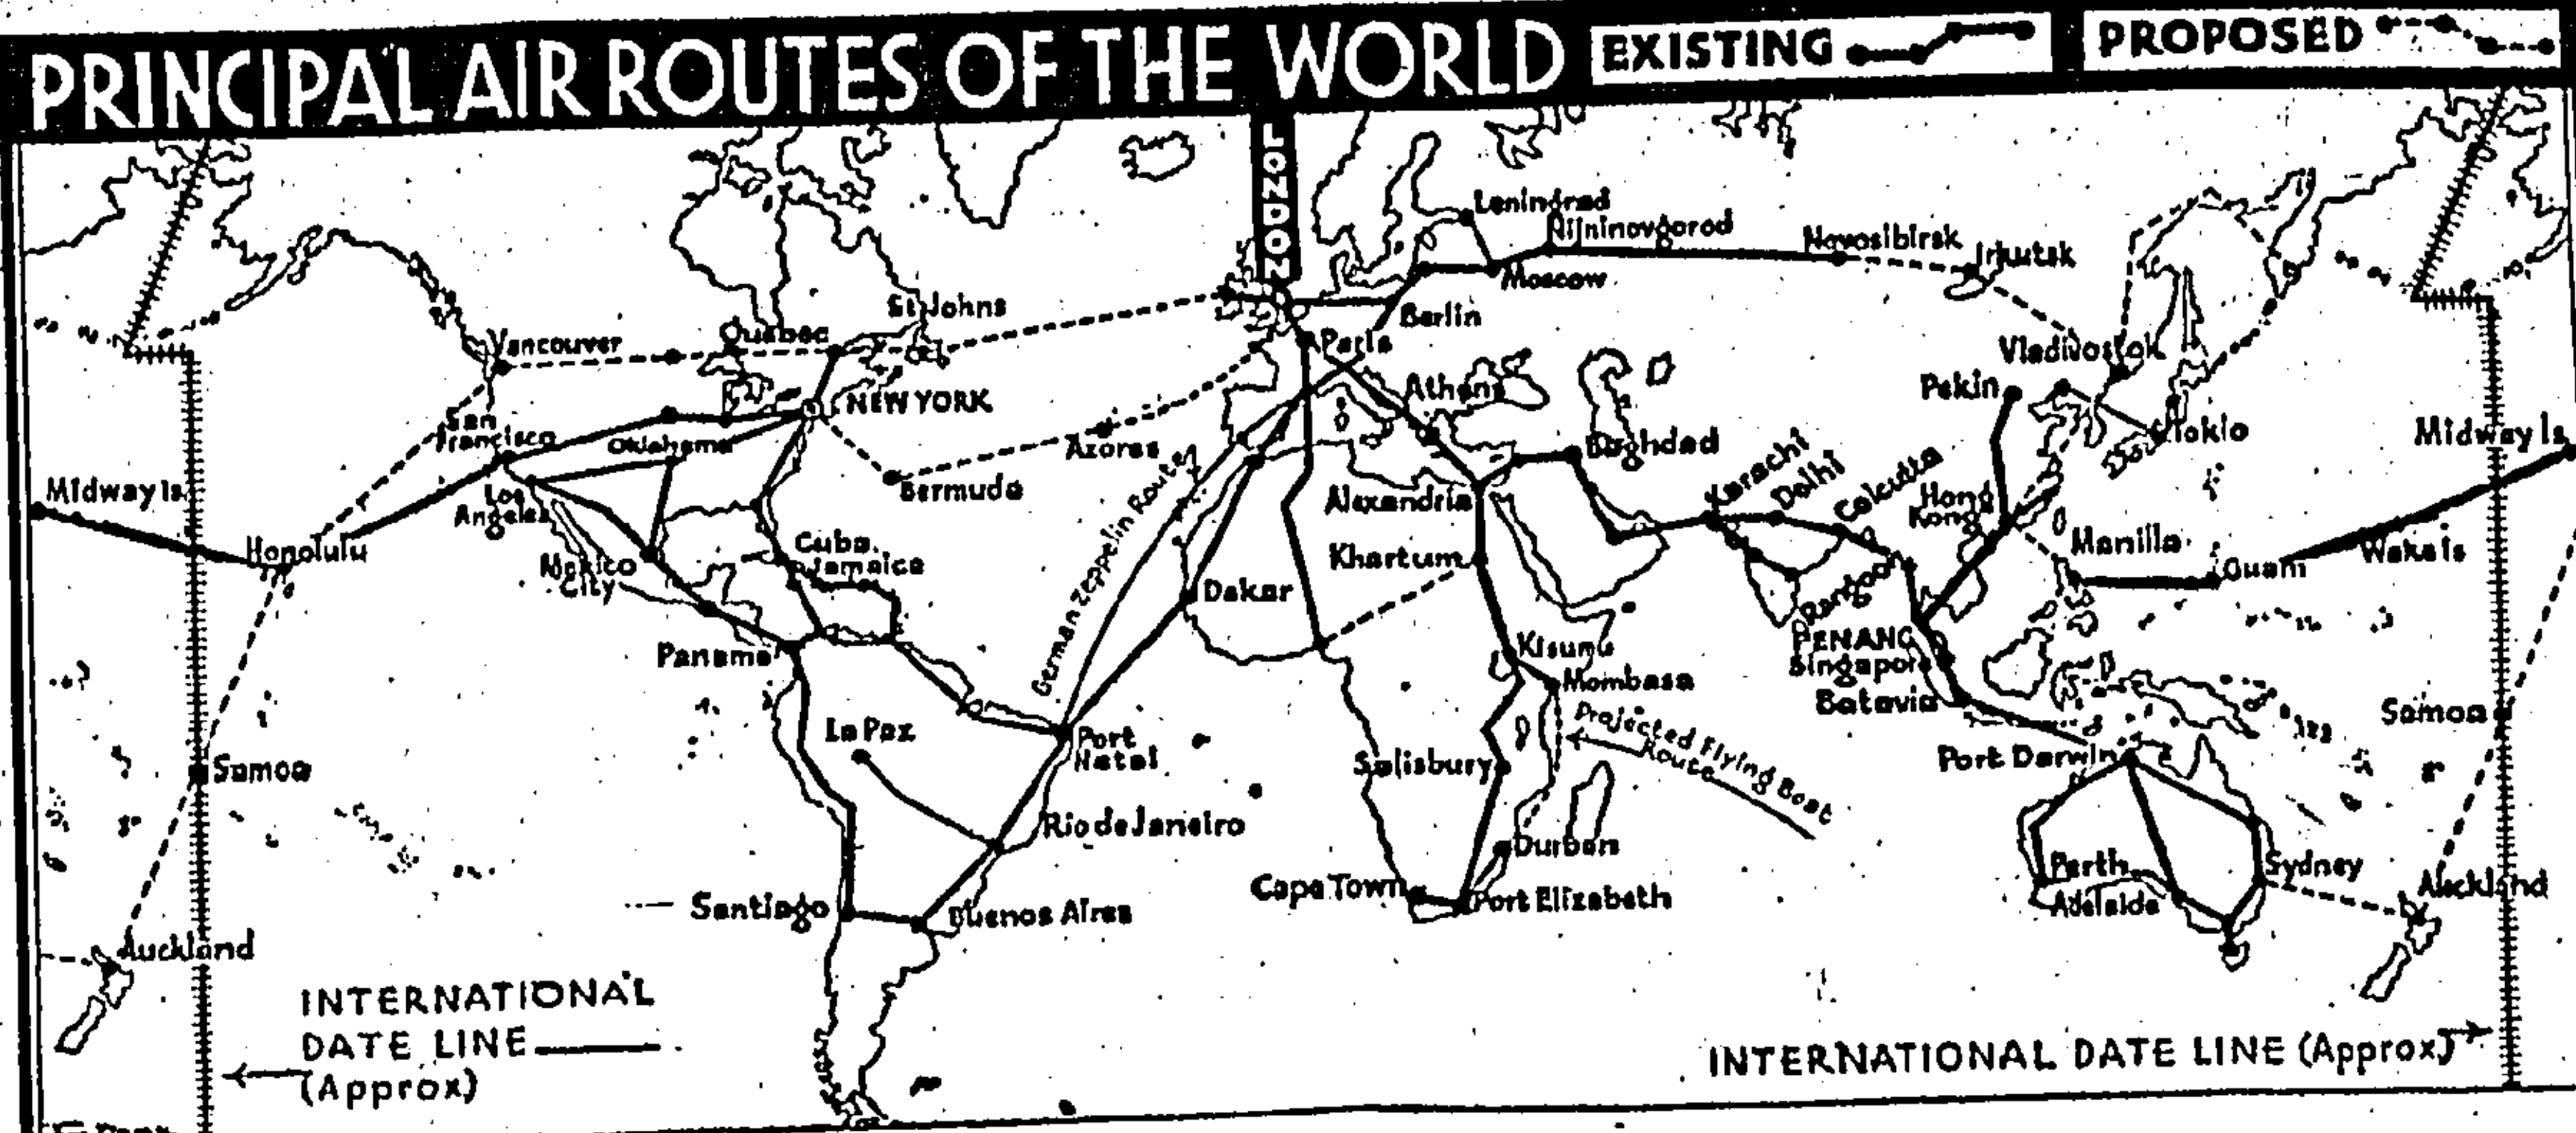 PRINCIPAL AIR ROUTES OF THE WORLD
EXISTING
PROPOSED
LONDON
Leningrad
Nijninovgorod
Novosibirsk
Irkutsk
Moscow
St Johns
Berlin
Vancouver
Quebec
Paris
Vladivostok
Pekin
Athens
NEW YORK
San
Francisco
Oklahoma
Azores
Baghdad
Tokio
Midway Is.
Karachi
Delhi
Calcutta
Midway Is.
Los
Angeles
Bermuda
Alexandria
Hong
Kong
German Zeppelin Route
Honolulu
Cuba.
Jamaica
Mexico
City
Khartum
Manilla
Guam
Wake Is
Dakar
Rangoon
Panama
Kisumu
PENANG
Singapore
Mombasa
Batavia
Samoa
La Paz
Port
Natal
Projected Flying Boat
Route
Salisbury
Port Darwin
Samoa
Rio de Janeiro
Durban
Perth
Sydney
Cape Town
Port Elizabeth
Adelaide
Auckland
Santiago
Buenos Aires
Auckland
INTERNATIONAL
DATE LINE
(Approx)
INTERNATIONAL DATE LINE (Approx)